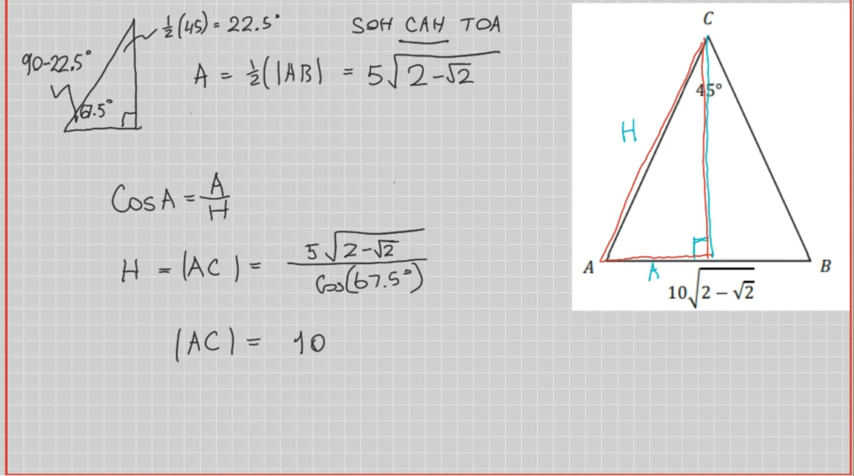 ½(45) = 22.5°
SOH CAH TOA
90-22.5°
A = ½(|AB|) = 5√(2-√2)
67.5°
Cos A = A/H
H = |AC| = 5√(2-√2) / Cos(67.5°)
|AC| = 10
C
45°
H
A
A
B
10√(2 − √2)